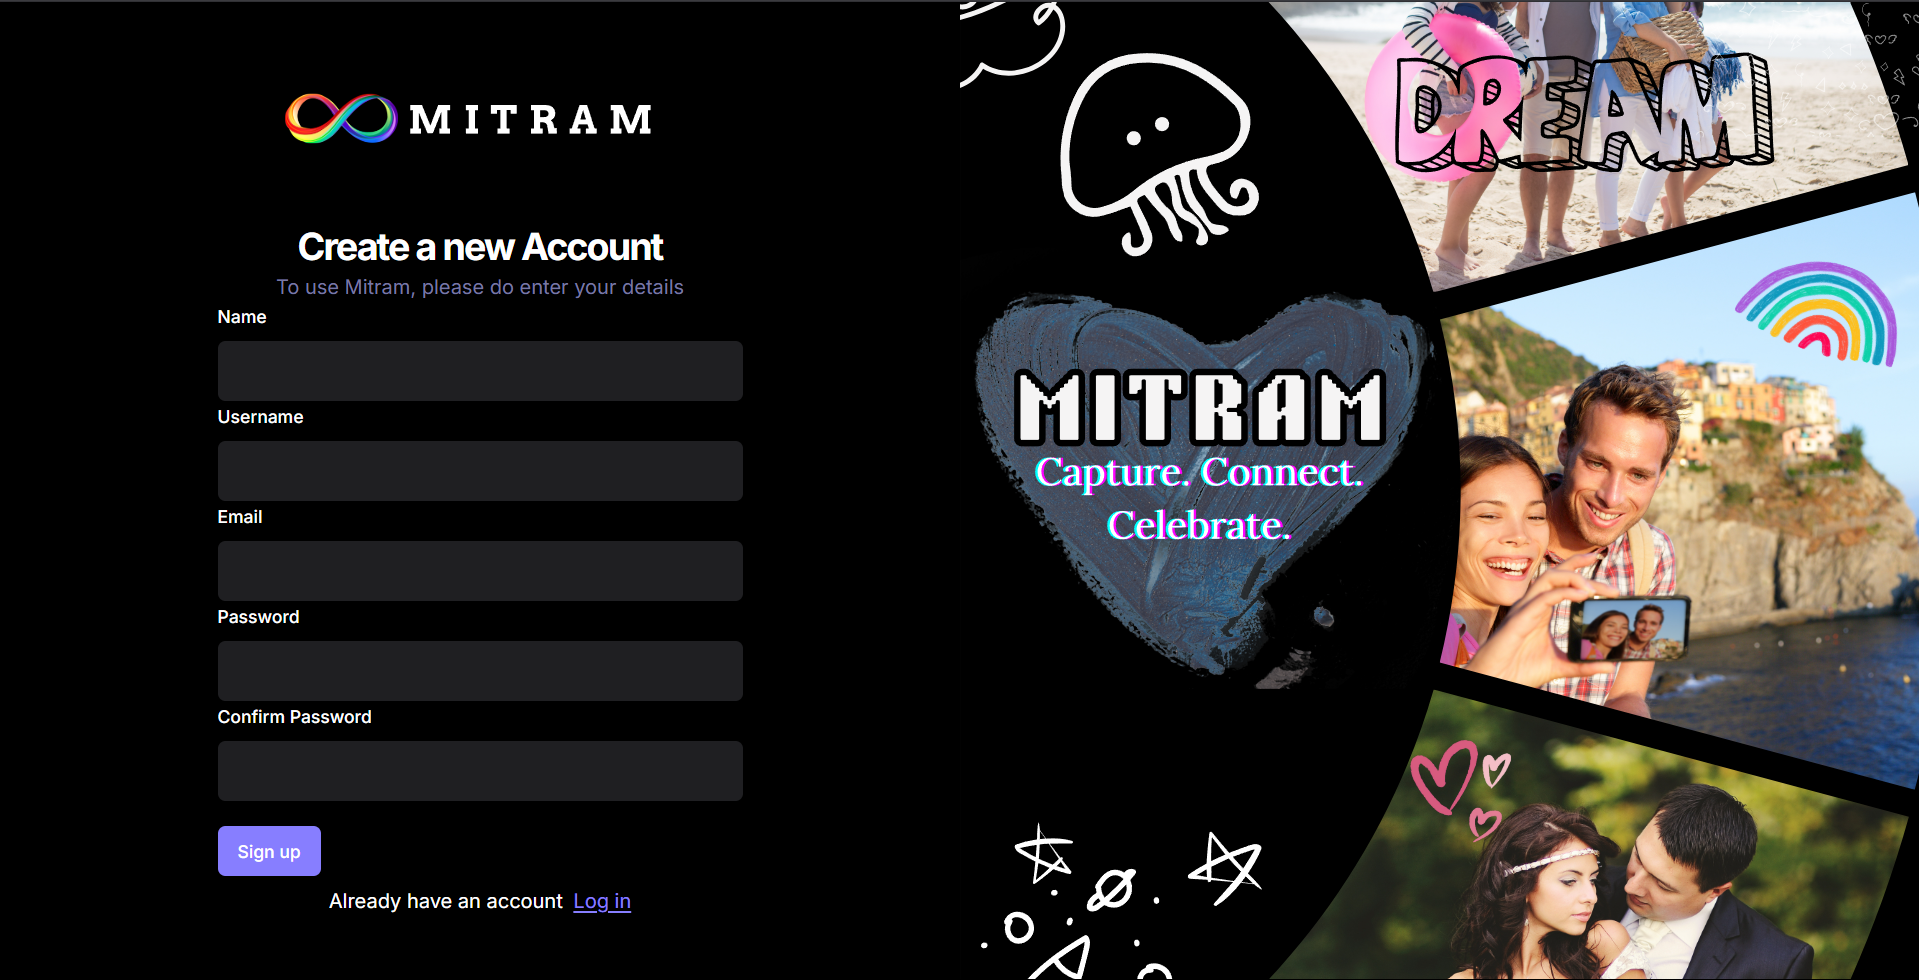 MITRAM
Create a new Account
To use Mitram, please do enter your details
Name
Username
Email
Password
Confirm Password
Sign up
Already have an account Log in
DREAM
MITRAM
Capture. Connect.
Celebrate.